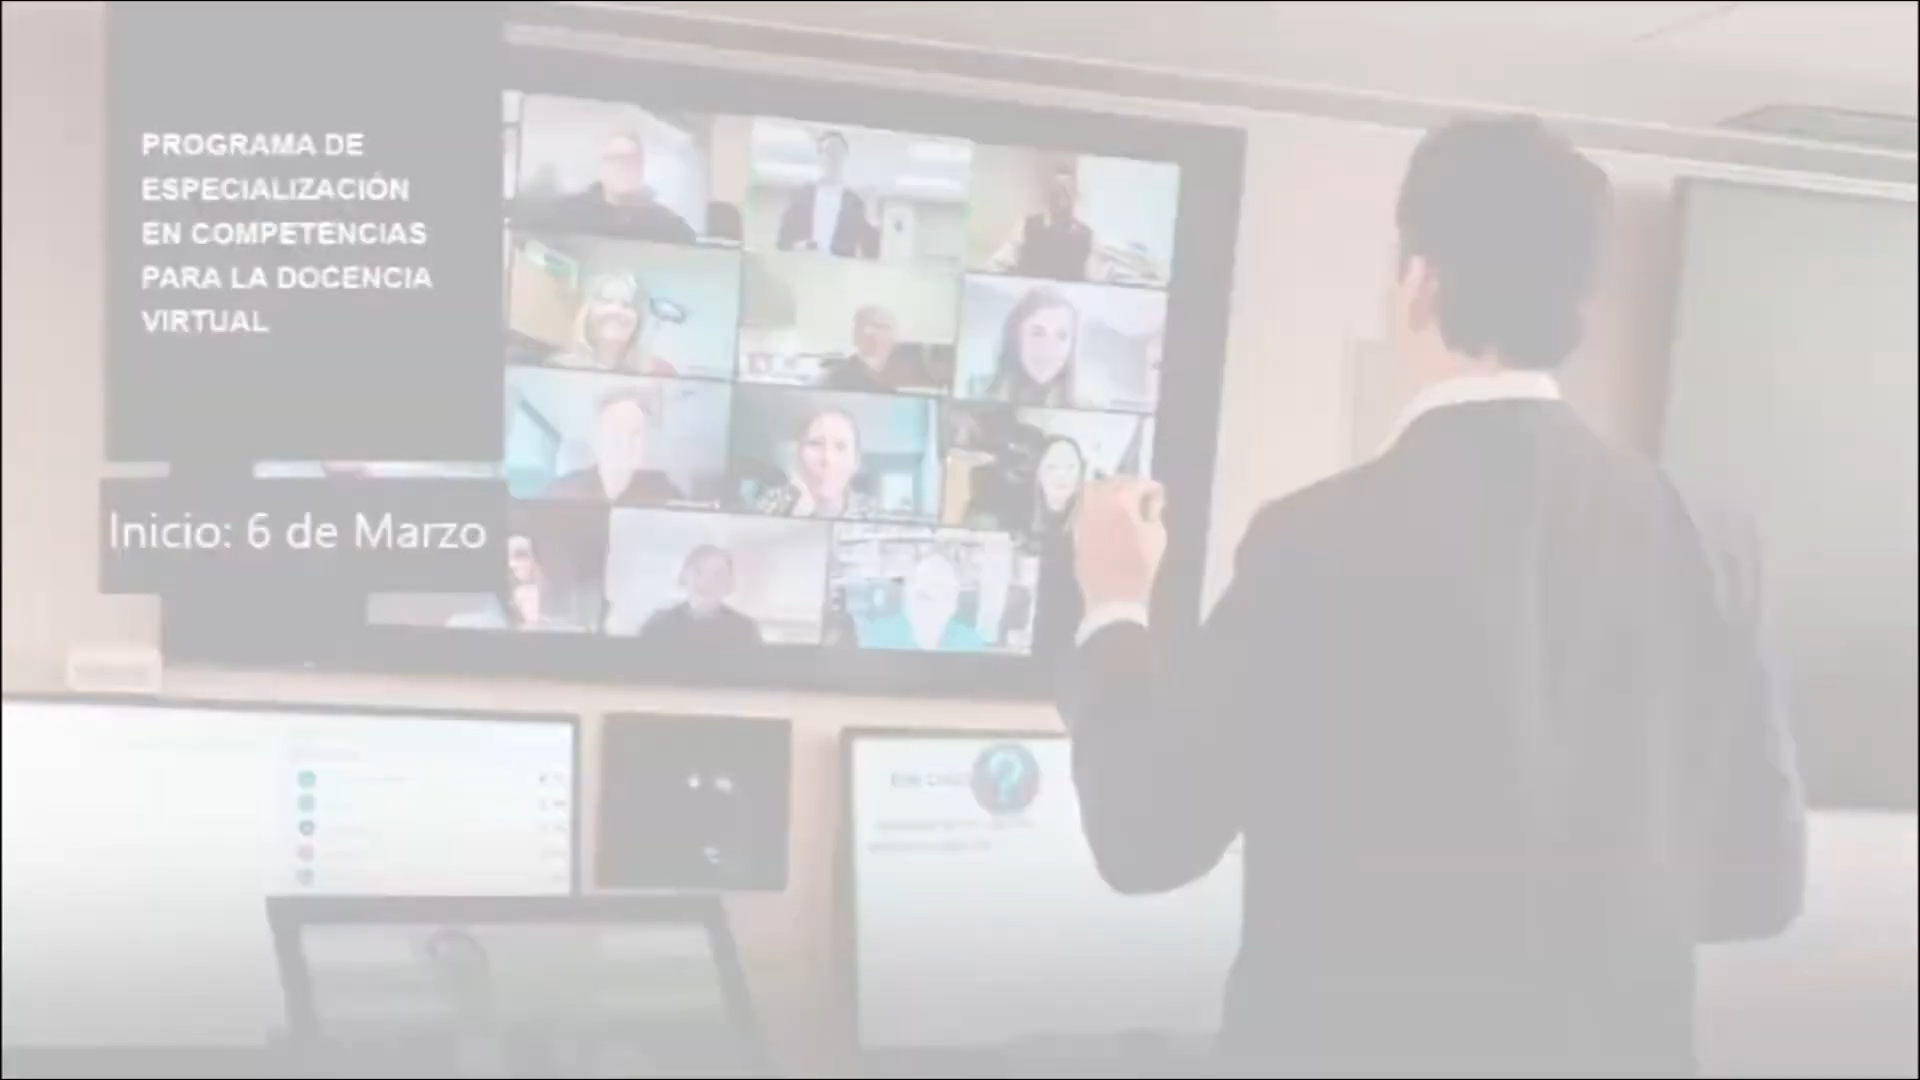 PROGRAMA DE
ESPECIALIZACIÓN
EN COMPETENCIAS
PARA LA DOCENCIA
VIRTUAL
Inicio: 6 de Marzo
?